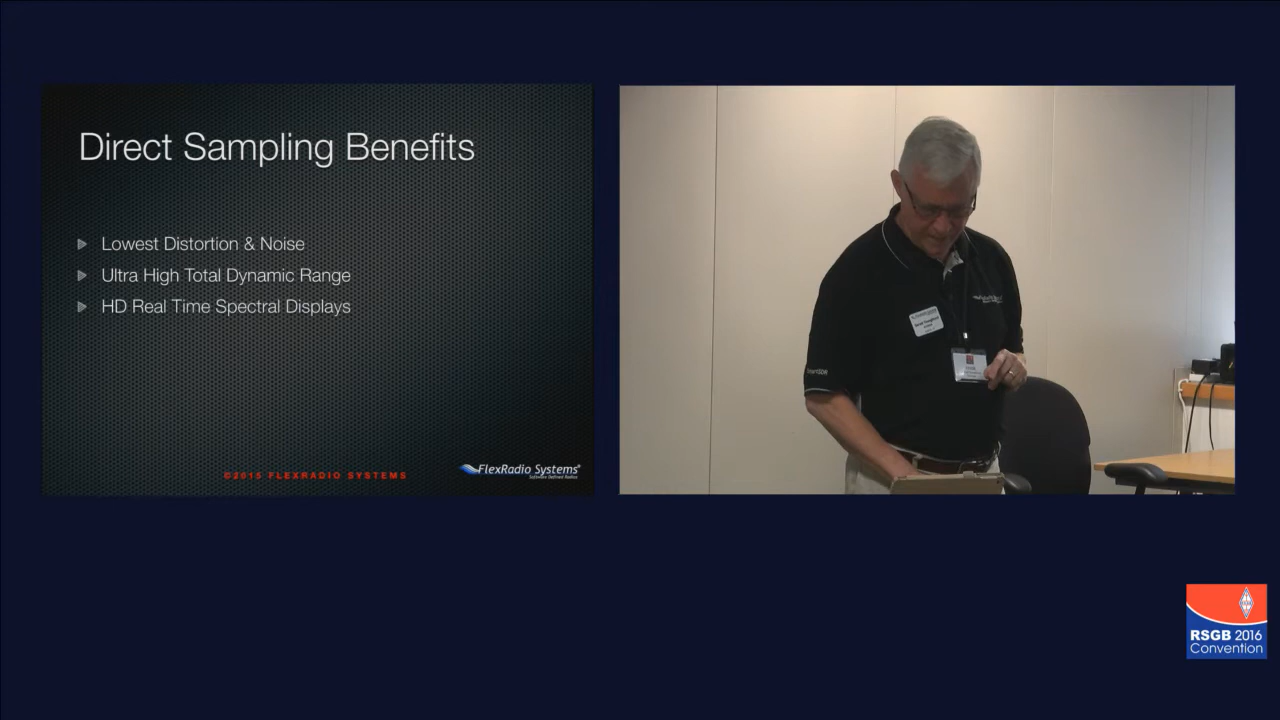 Direct Sampling Benefits
Lowest Distortion & Noise
Ultra High Total Dynamic Range
HD Real Time Spectral Displays
©2015 FLEXRADIO SYSTEMS
FlexRadio Systems®
Software Defined Radios
RSGB 2016
Convention